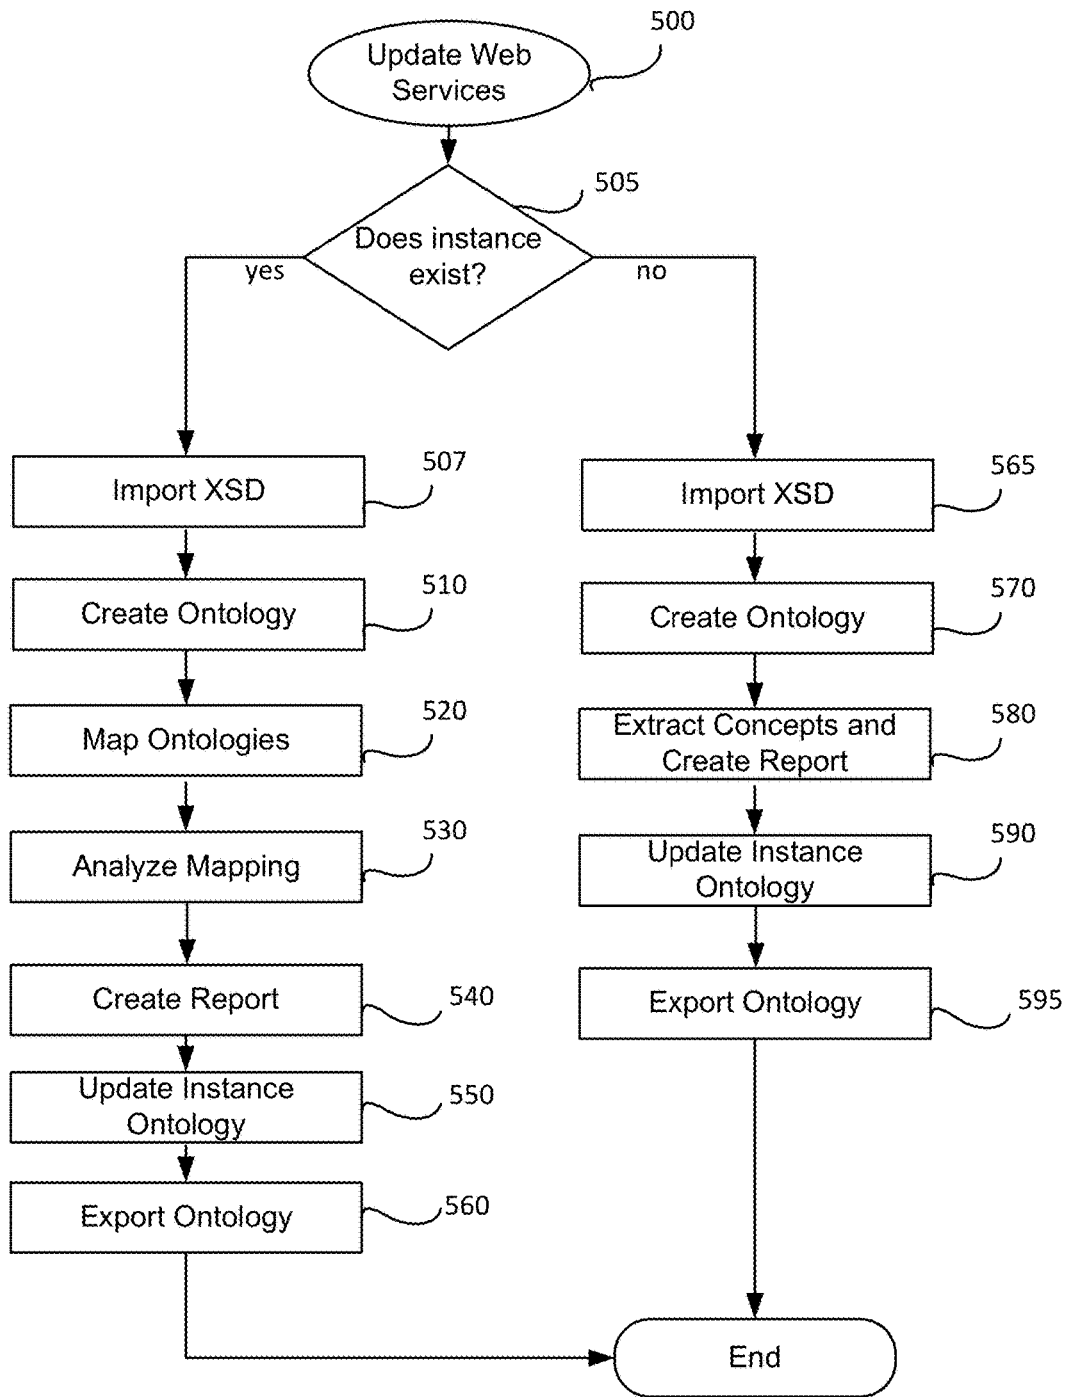 500
Update Web
Services
505
Does instance
exist?
yes
no
507
Import XSD
565
Import XSD
510
Create Ontology
570
Create Ontology
520
Map Ontologies
580
Extract Concepts and
Create Report
530
Analyze Mapping
590
Update Instance
Ontology
540
Create Report
595
Export Ontology
550
Update Instance
Ontology
560
Export Ontology
End